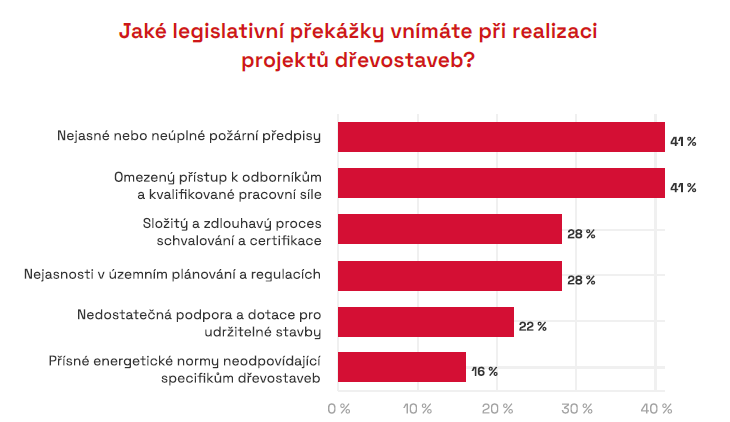 Jaké legislativní překážky vnímáte při realizaci
projektů dřevostaveb?
Nejasné nebo neúplné požární předpisy
41 %
Omezený přístup k odborníkům
a kvalifikované pracovní síle
41 %
Složitý a zdlouhavý proces
schvalování a certifikace
28 %
Nejasnosti v územním plánování a regulacích
28 %
Nedostatečná podpora a dotace pro
udržitelné stavby
22 %
Přísné energetické normy neodpovídající
specifikům dřevostaveb
16 %
0 % 10 % 20 % 30 % 40 %